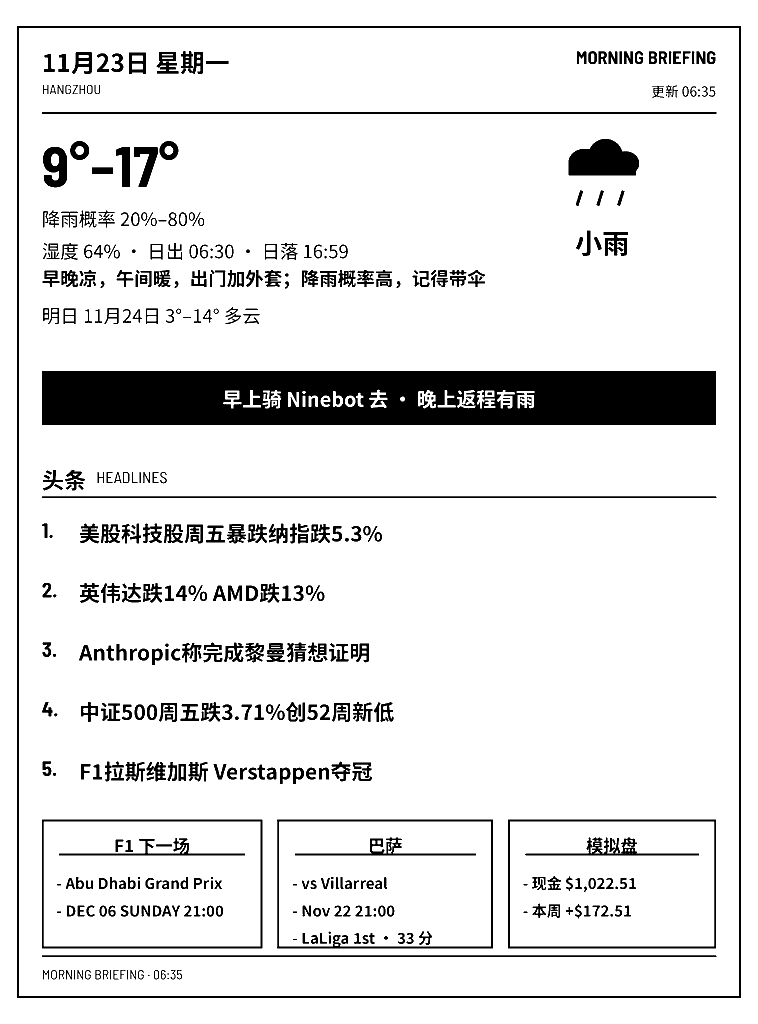 11月23日 星期一
MORNING BRIEFING
HANGZHOU
更新 06:35
9°–17°
降雨概率 20%–80%
湿度 64% · 日出 06:30 · 日落 16:59
小雨
早晚凉，午间暖，出门加外套；降雨概率高，记得带伞
明日 11月24日 3°–14° 多云
早上骑 Ninebot 去 · 晚上返程有雨
头条 HEADLINES
1. 美股科技股周五暴跌纳指跌5.3%
2. 英伟达跌14% AMD跌13%
3. Anthropic称完成黎曼猜想证明
4. 中证500周五跌3.71%创52周新低
5. F1拉斯维加斯 Verstappen夺冠
F1 下一场
- Abu Dhabi Grand Prix
- DEC 06 SUNDAY 21:00
巴萨
- vs Villarreal
- Nov 22 21:00
- LaLiga 1st · 33 分
模拟盘
- 现金 $1,022.51
- 本周 +$172.51
MORNING BRIEFING · 06:35